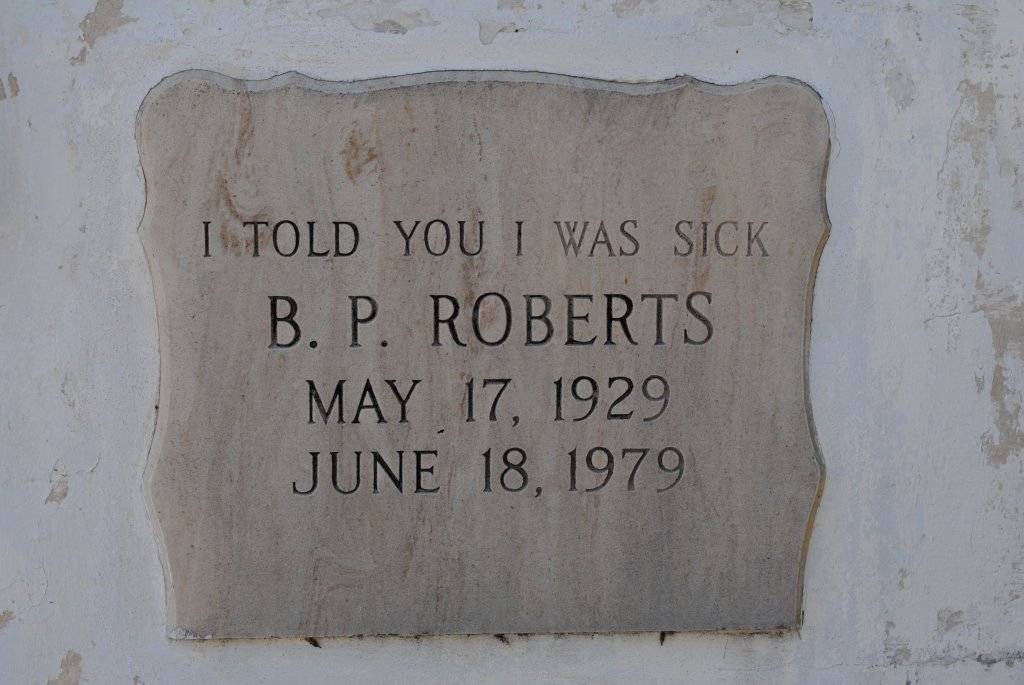 I TOLD YOU I WAS SICK
B. P. ROBERTS
MAY 17, 1929
JUNE 18, 1979